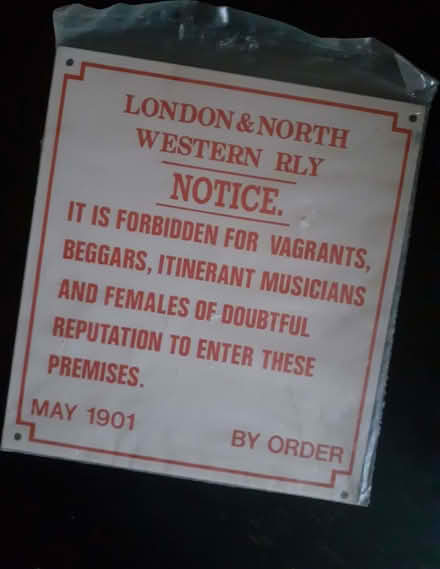 LONDON & NORTH
WESTERN RLY
NOTICE.
IT IS FORBIDDEN FOR VAGRANTS,
BEGGARS, ITINERANT MUSICIANS
AND FEMALES OF DOUBTFUL
REPUTATION TO ENTER THESE
PREMISES.
MAY 1901
BY ORDER